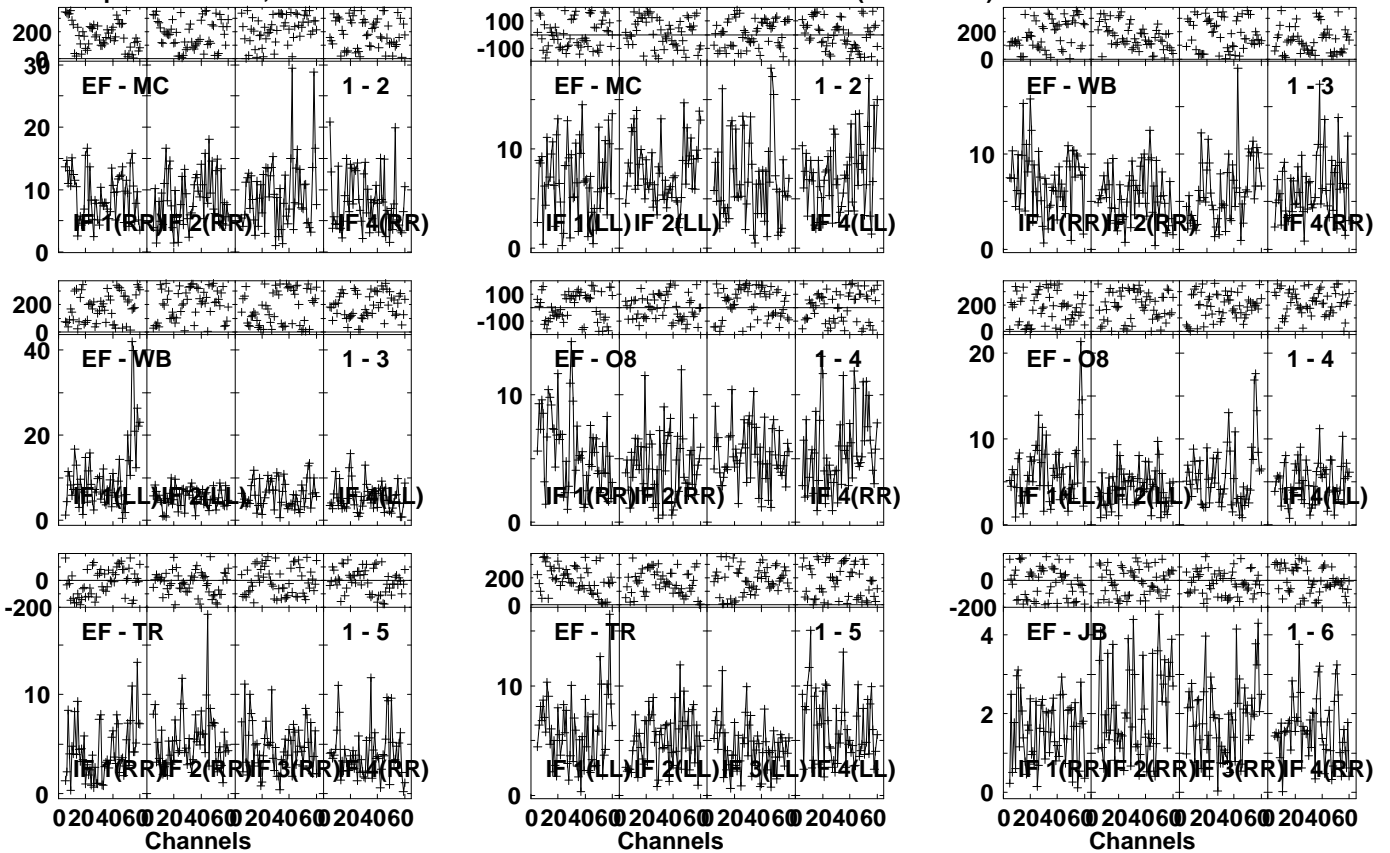 200
0
100
-100
200
0
30
20
10
0
EF - MC 1 - 2
IF 1(RR) IF 2(RR) IF 4(RR)
10
0
EF - MC 1 - 2
IF 1(LL) IF 2(LL) IF 4(LL)
10
0
EF - WB 1 - 3
IF 1(RR) IF 2(RR) IF 4(RR)
200
0
100
-100
200
0
40
20
0
EF - WB 1 - 3
IF 1(LL) IF 2(LL) IF 4(LL)
10
0
EF - O8 1 - 4
IF 1(RR) IF 2(RR) IF 4(RR)
20
10
0
EF - O8 1 - 4
IF 1(LL) IF 2(LL) IF 4(LL)
0
-200
200
0
0
-200
10
0
EF - TR 1 - 5
IF 1(RR) IF 2(RR) IF 3(RR) IF 4(RR)
10
0
EF - TR 1 - 5
IF 1(LL) IF 2(LL) IF 3(LL) IF 4(LL)
4
2
0
EF - JB 1 - 6
IF 1(RR) IF 2(RR) IF 3(RR) IF 4(RR)
0 20 40 60 0 20 40 60 0 20 40 60 0 20 40 60
0 20 40 60 0 20 40 60 0 20 40 60 0 20 40 60
0 20 40 60 0 20 40 60 0 20 40 60 0 20 40 60
Channels
Channels
Channels